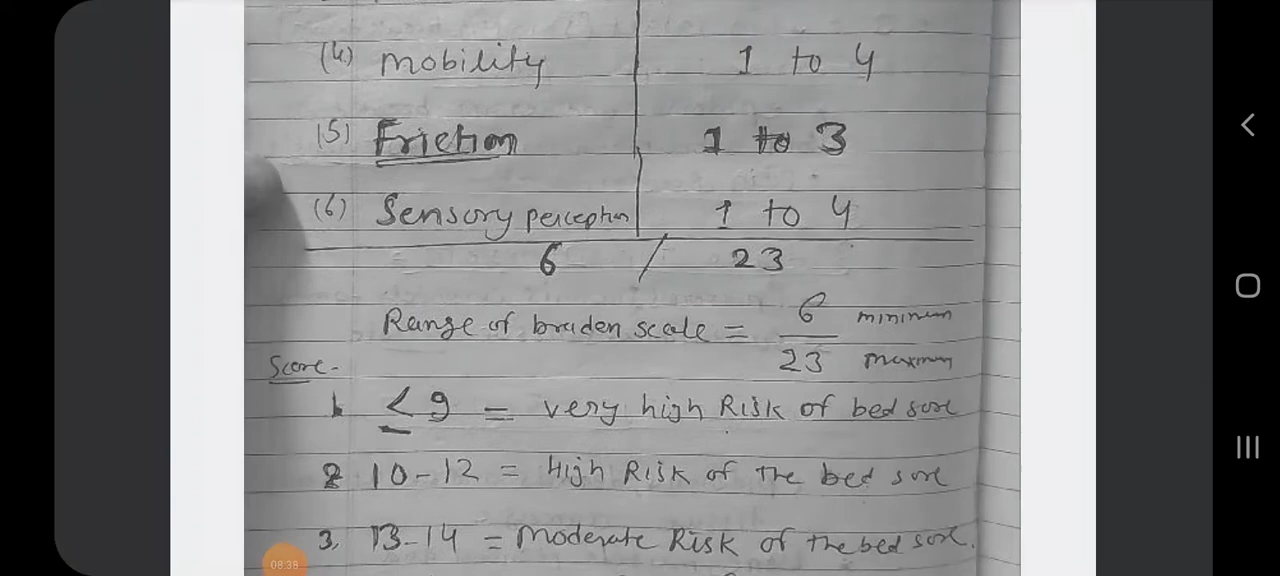 (4) mobility 1 to 4
(5) Friction 1 to 3
(6) Sensory perception 1 to 4
6 / 23
Range of braden scale = 6 minimum
23 maximum
Score -
1. ≤ 9 = very high Risk of bed sore
2 10-12 = High Risk of the bed sore
3. 13-14 = Moderate Risk of the bed sore.
08:38